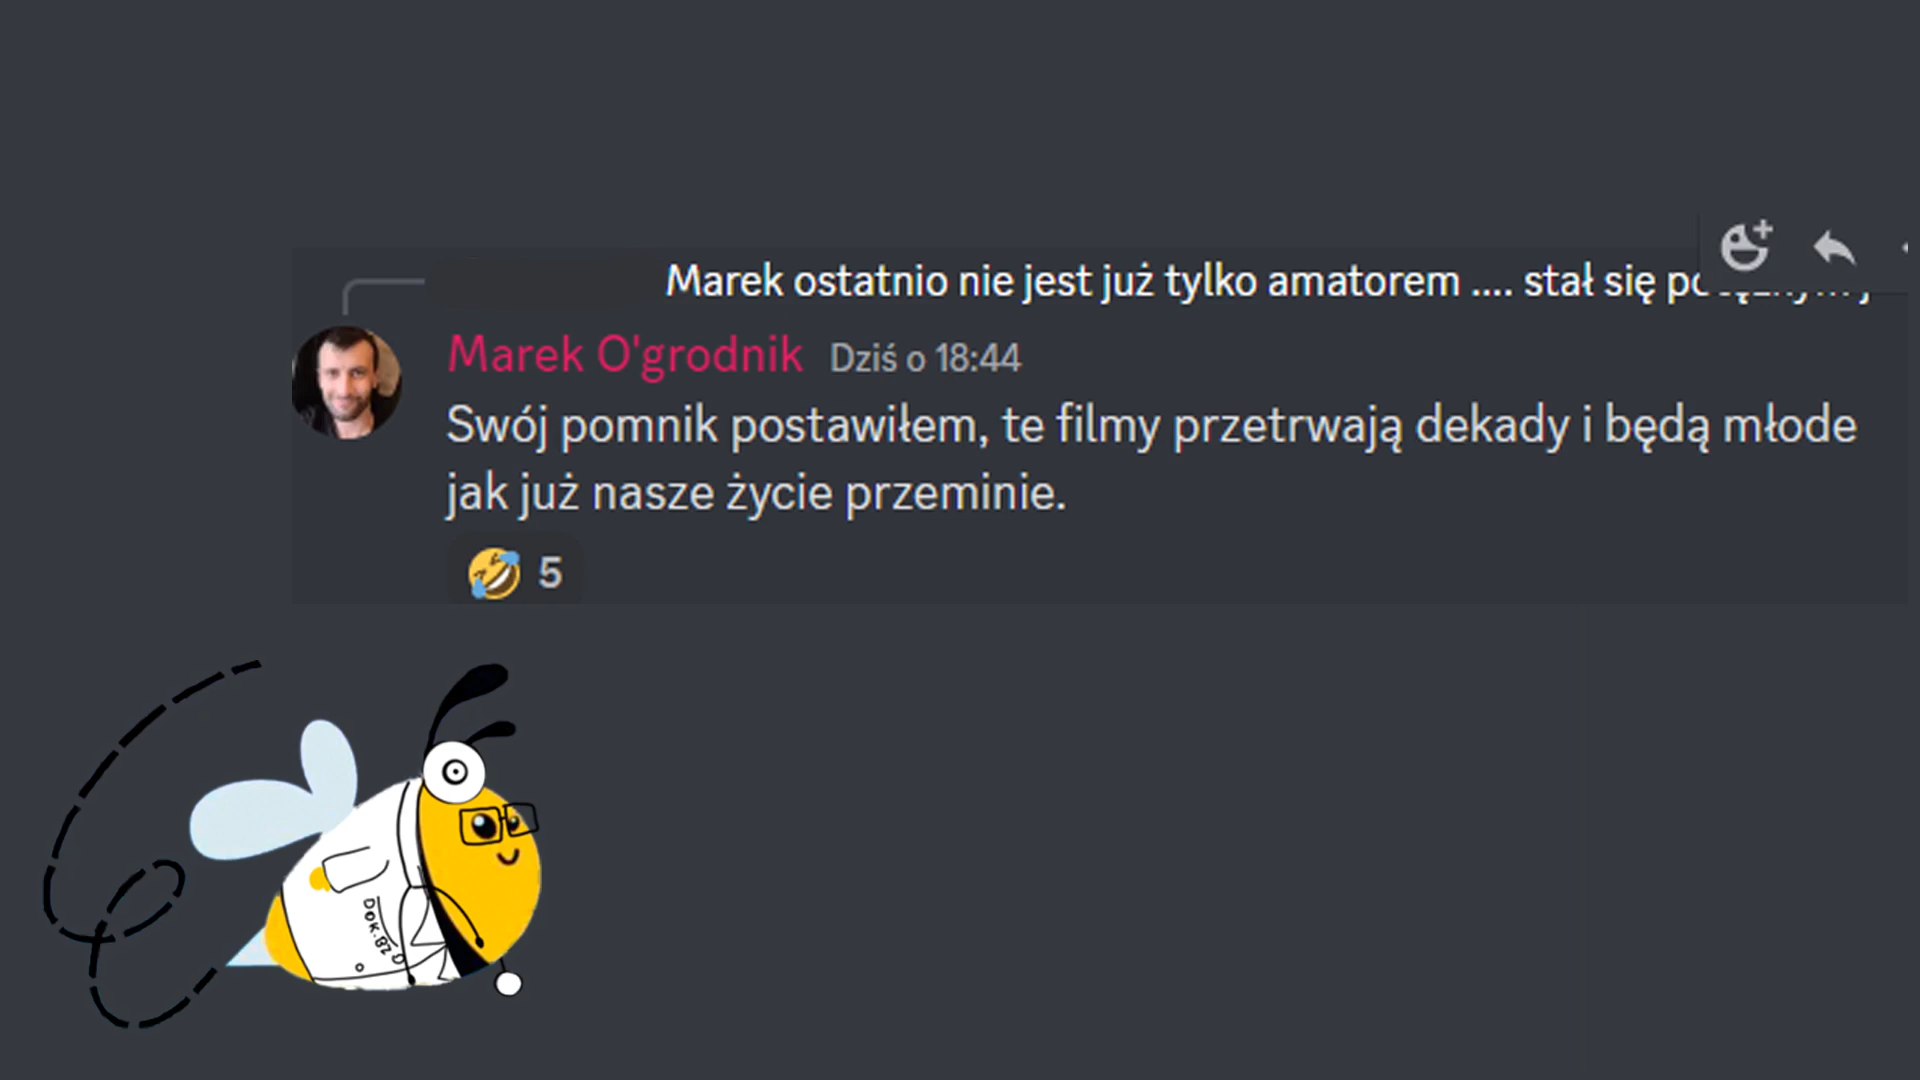 Marek ostatnio nie jest już tylko amatorem .... stał się
Marek O'grodnik Dziś o 18:44
Swój pomnik postawiłem, te filmy przetrwają dekady i będą młode
jak już nasze życie przeminie.
5
DOK.BZ